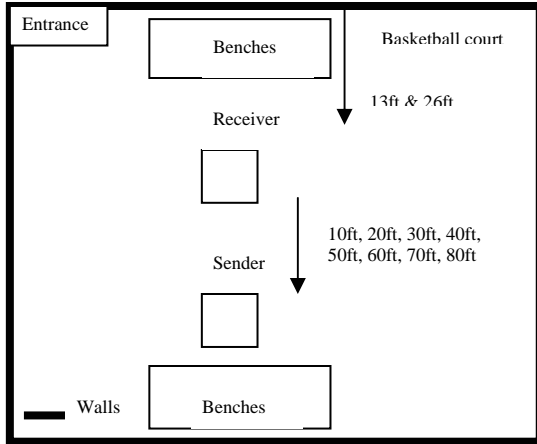 Entrance
Benches
Basketball court
13ft & 26ft
Receiver
10ft, 20ft, 30ft, 40ft,
50ft, 60ft, 70ft, 80ft
Sender
Walls
Benches